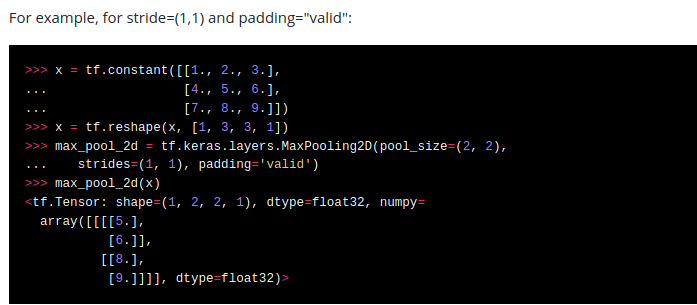 For example, for stride=(1,1) and padding="valid":
>>> x = tf.constant([[1., 2., 3.],
...                  [4., 5., 6.],
...                  [7., 8., 9.]])
>>> x = tf.reshape(x, [1, 3, 3, 1])
>>> max_pool_2d = tf.keras.layers.MaxPooling2D(pool_size=(2, 2),
...    strides=(1, 1), padding='valid')
>>> max_pool_2d(x)
<tf.Tensor: shape=(1, 2, 2, 1), dtype=float32, numpy=
  array([[[[5.],
           [6.]],
          [[8.],
           [9.]]]], dtype=float32)>